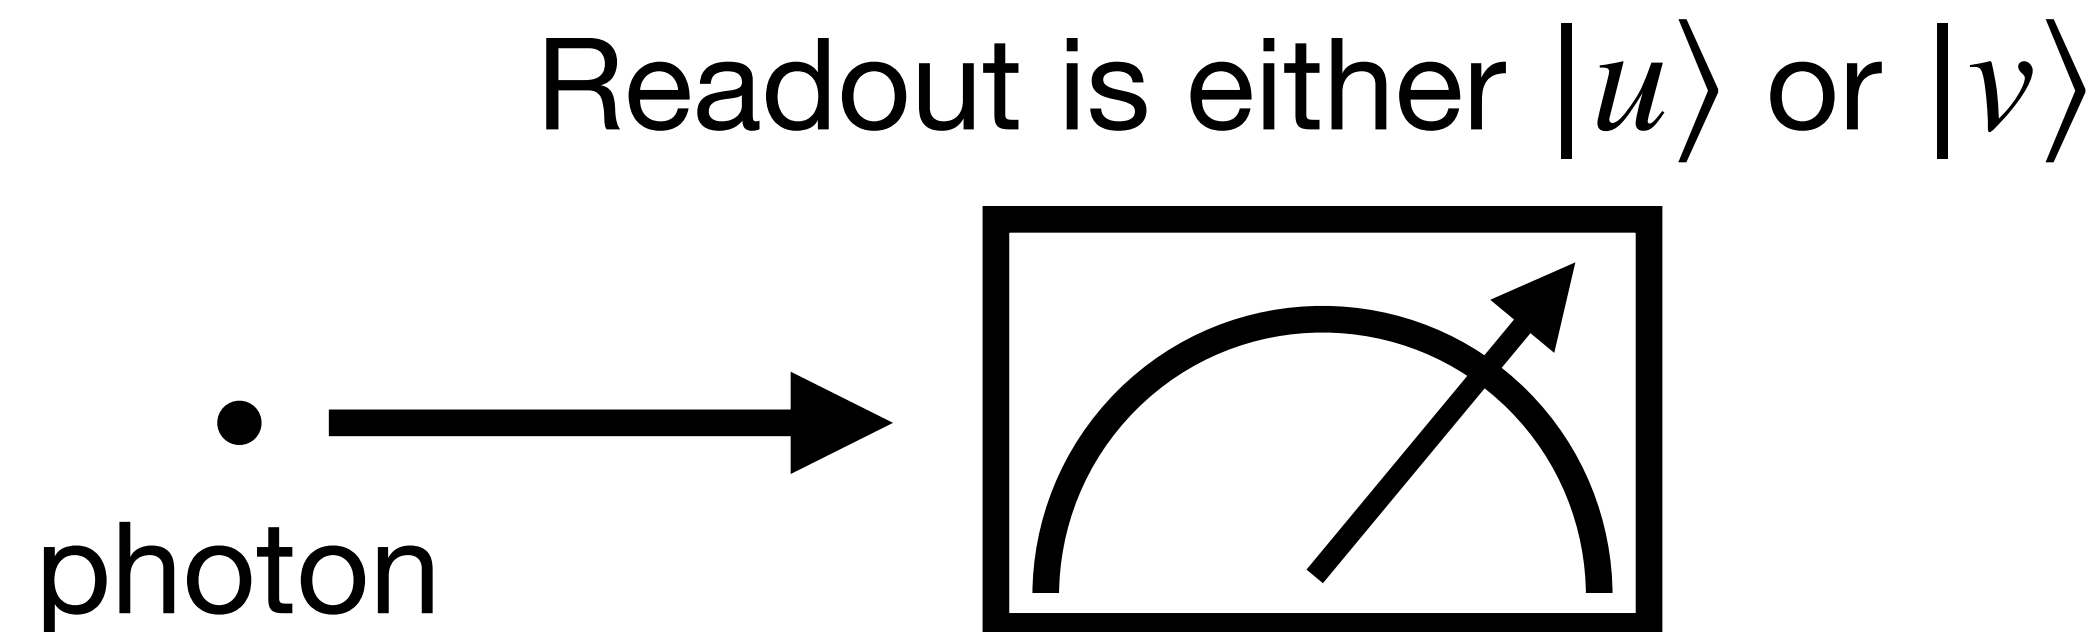 Readout is either |u⟩ or |v⟩
photon